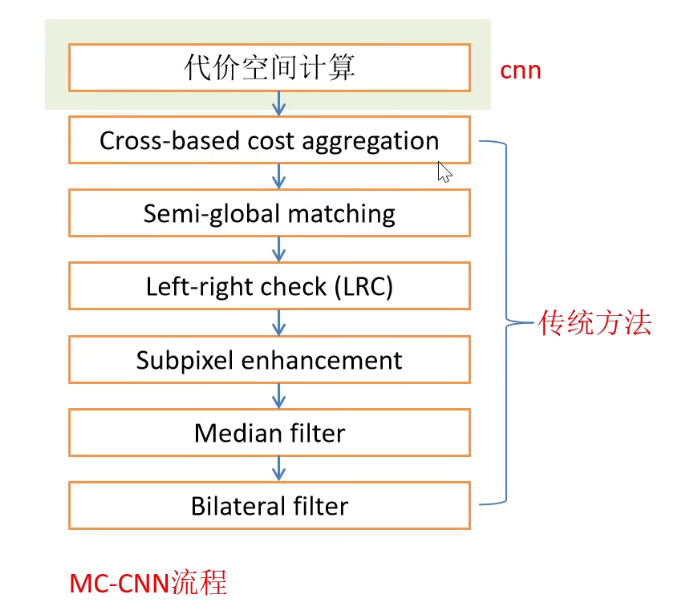 代价空间计算
cnn
Cross-based cost aggregation
Semi-global matching
Left-right check (LRC)
传统方法
Subpixel enhancement
Median filter
Bilateral filter
MC-CNN流程